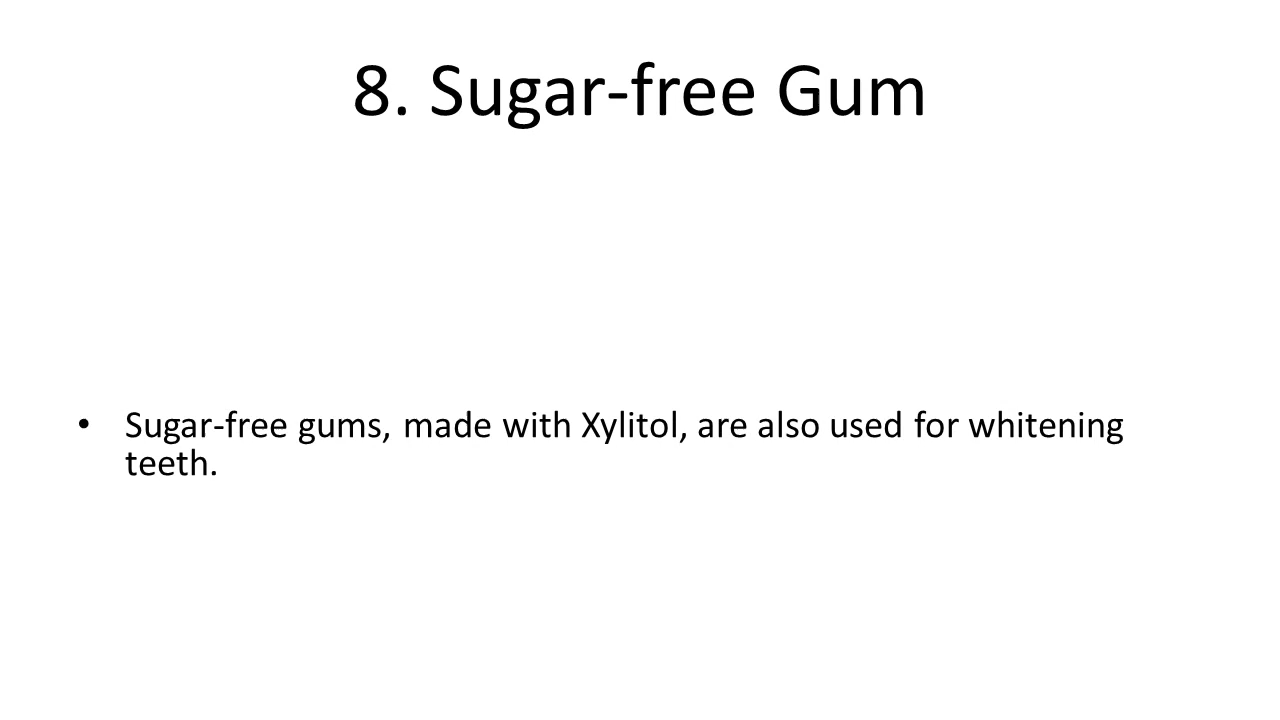 8. Sugar-free Gum
• Sugar-free gums, made with Xylitol, are also used for whitening
teeth.